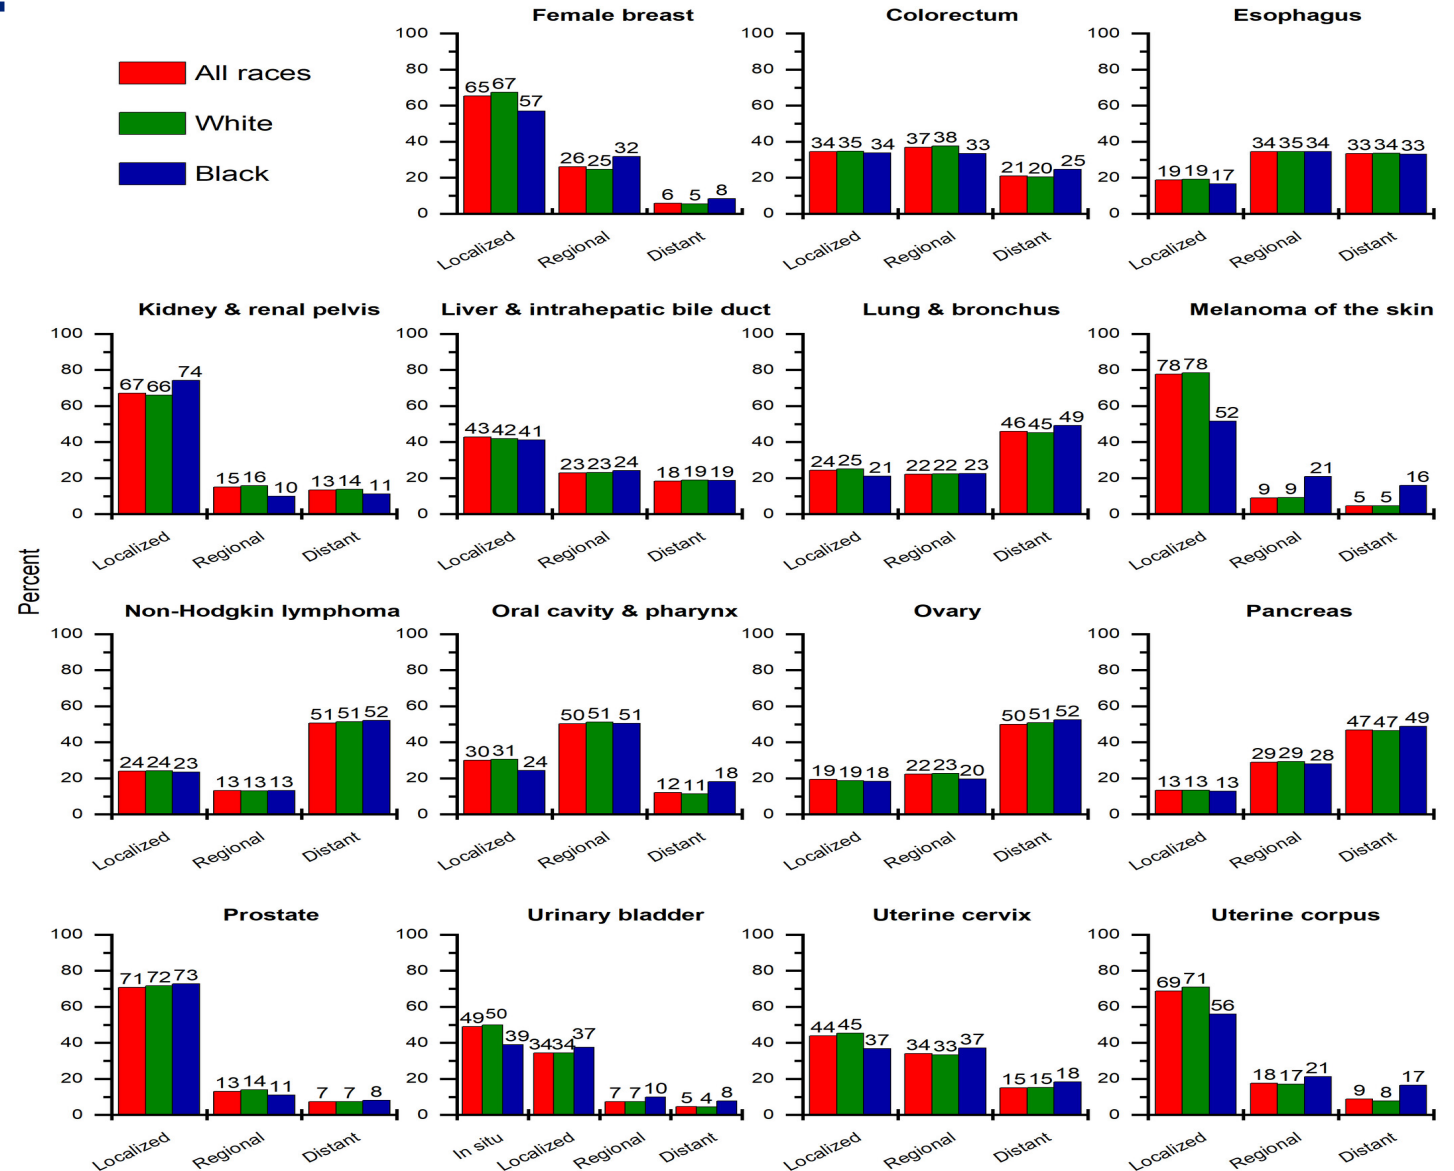 Female breast
Colorectum
Esophagus
All races
White
Black
100
80
60
40
20
0
65 67 57
26 25 32
6 5 8
Localized Regional Distant
100
80
60
40
20
0
34 35 34
37 38 33
21 20 25
Localized Regional Distant
100
80
60
40
20
0
19 19 17
34 35 34
33 34 33
Localized Regional Distant
Percent
Kidney & renal pelvis
100
80
60
40
20
0
67 66 74
15 16 10
13 14 11
Localized Regional Distant
Liver & intrahepatic bile duct
100
80
60
40
20
0
43 42 41
23 23 24
18 19 19
Localized Regional Distant
Lung & bronchus
100
80
60
40
20
0
24 25 21
22 22 23
46 45 49
Localized Regional Distant
Melanoma of the skin
100
80
60
40
20
0
78 78 52
9 9 21
5 5 16
Localized Regional Distant
Non-Hodgkin lymphoma
100
80
60
40
20
0
24 24 23
13 13 13
51 51 52
Localized Regional Distant
Oral cavity & pharynx
100
80
60
40
20
0
30 31 24
50 51 51
12 11 18
Localized Regional Distant
Ovary
100
80
60
40
20
0
19 19 18
22 23 20
50 51 52
Localized Regional Distant
Pancreas
100
80
60
40
20
0
13 13 13
29 29 28
47 47 49
Localized Regional Distant
Prostate
100
80
60
40
20
0
71 72 73
13 14 11
7 7 8
Localized Regional Distant
Urinary bladder
100
80
60
40
20
0
49 50 39
34 34 37
7 7 10
5 4 8
In situ Localized Regional Distant
Uterine cervix
100
80
60
40
20
0
44 45 37
34 33 37
15 15 18
Localized Regional Distant
Uterine corpus
100
80
60
40
20
0
69 71 56
18 17 21
9 8 17
Localized Regional Distant